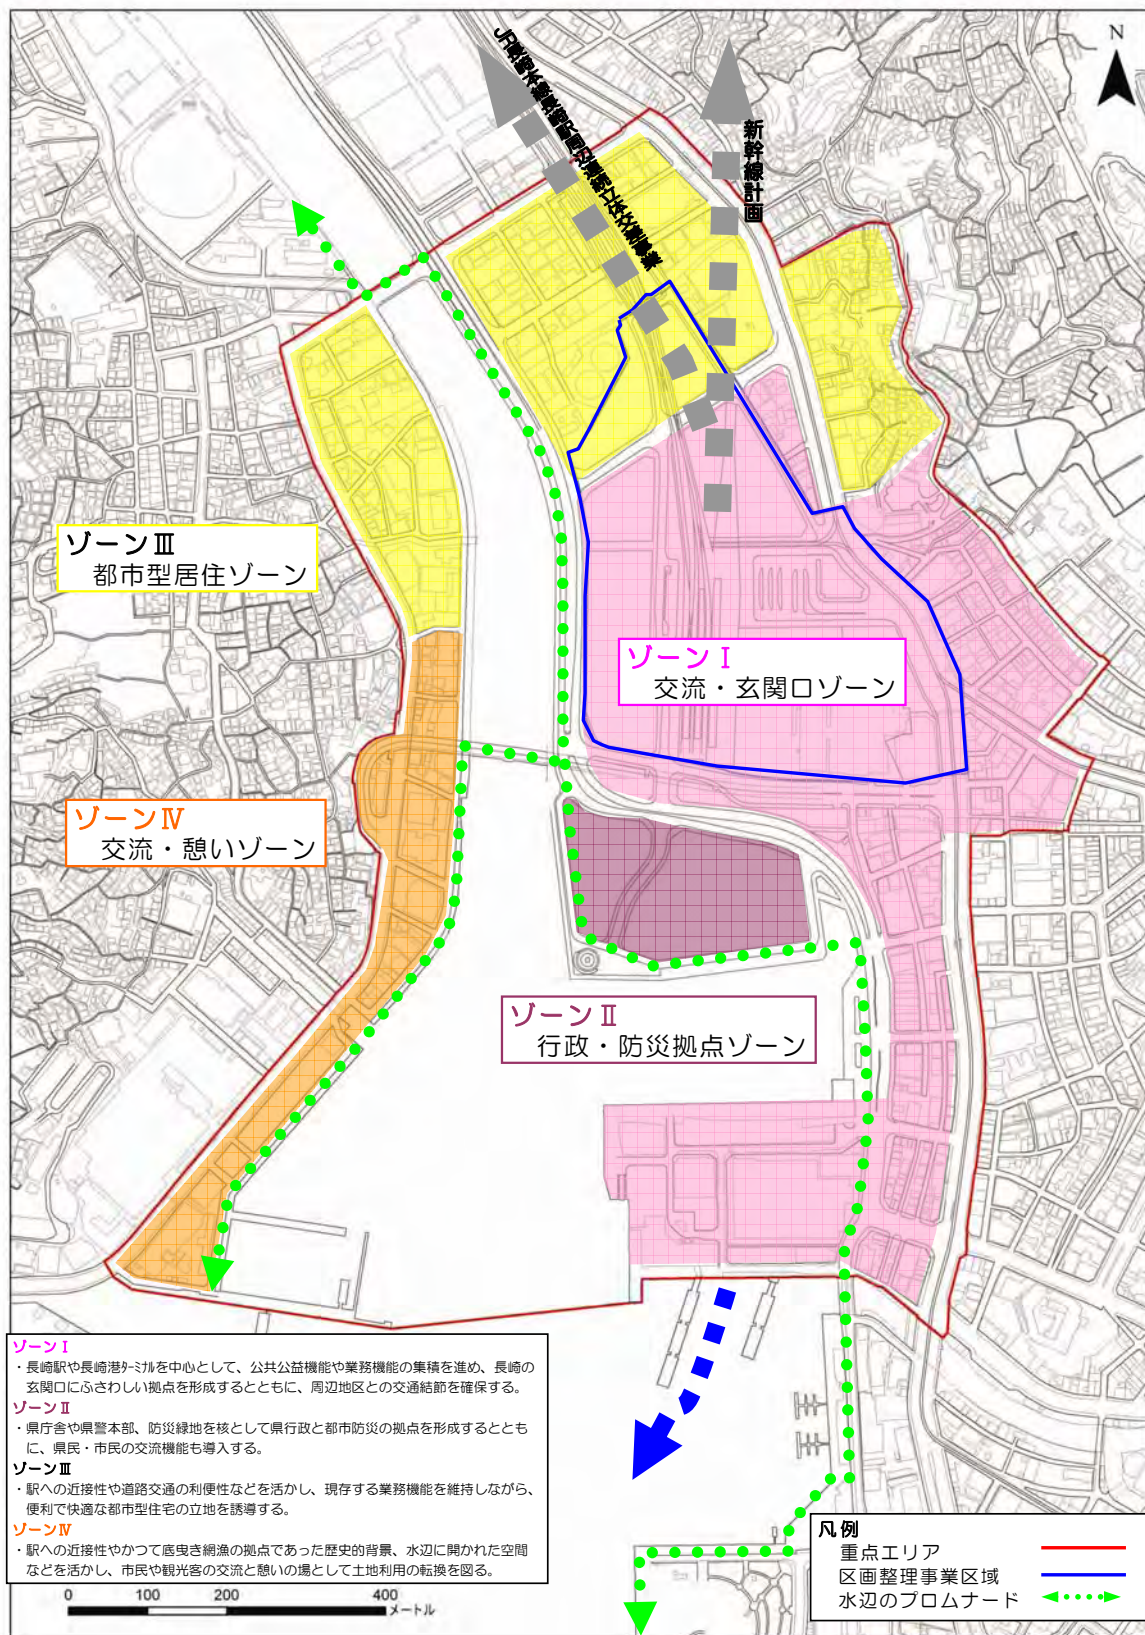 N
JR長崎本線長崎駅周辺連続立体交差事業
新幹線計画
ゾーンⅢ
都市型居住ゾーン
ゾーンⅠ
交流・玄関口ゾーン
ゾーンⅣ
交流・憩いゾーン
ゾーンⅡ
行政・防災拠点ゾーン
ゾーンⅠ
・長崎駅や長崎港ターミナルを中心として、公共公益機能や業務機能の集積を進め、長崎の
玄関口にふさわしい拠点を形成するとともに、周辺地区との交通結節を確保する。
ゾーンⅡ
・県庁舎や県警本部、防災緑地を核として県行政と都市防災の拠点を形成するととも
に、県民・市民の交流機能も導入する。
ゾーンⅢ
・駅への近接性や道路交通の利便性などを活かし、現存する業務機能を維持しながら、
便利で快適な都市型住宅の立地を誘導する。
ゾーンⅣ
・駅への近接性やかつて底曳き網漁の拠点であった歴史的背景、水辺に開かれた空間
などを活かし、市民や観光客の交流と憩いの場として土地利用の転換を図る。
0 100 200 400
メートル
凡例
重点エリア
区画整理事業区域
水辺のプロムナード